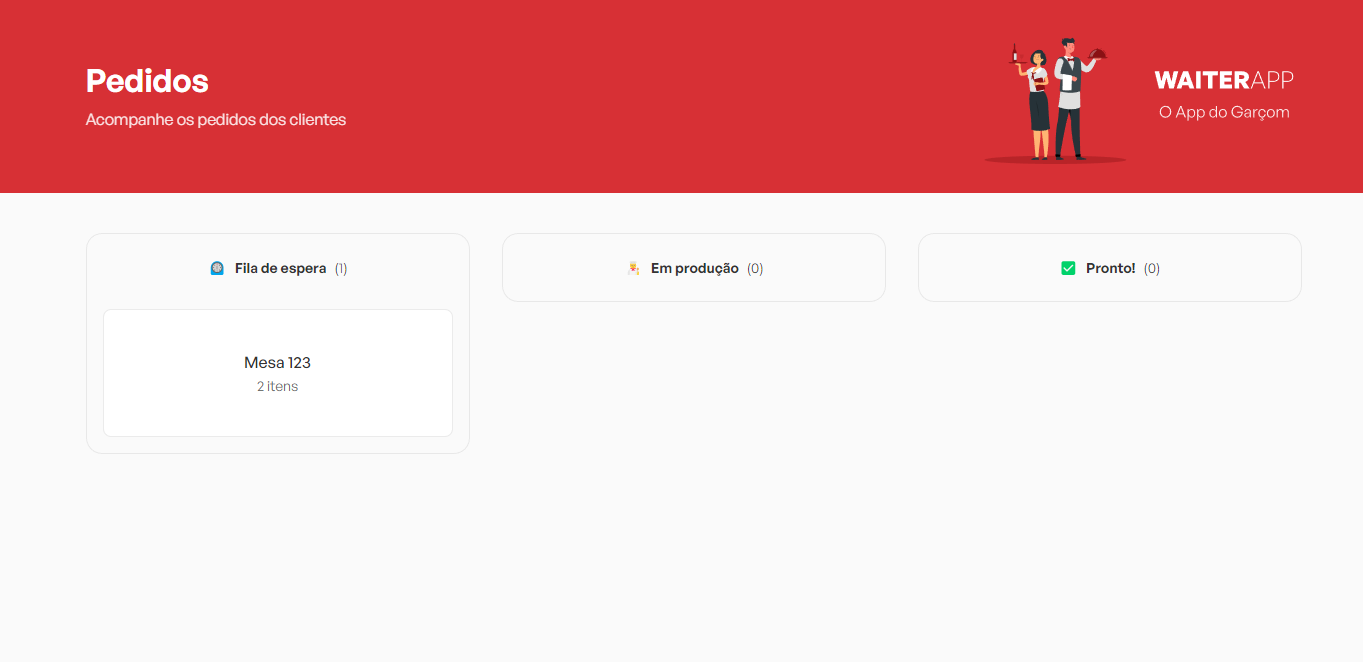 Pedidos
Acompanhe os pedidos dos clientes
WAITERAPP
O App do Garçom
Fila de espera (1)
Mesa 123
2 itens
Em produção (0)
Pronto! (0)